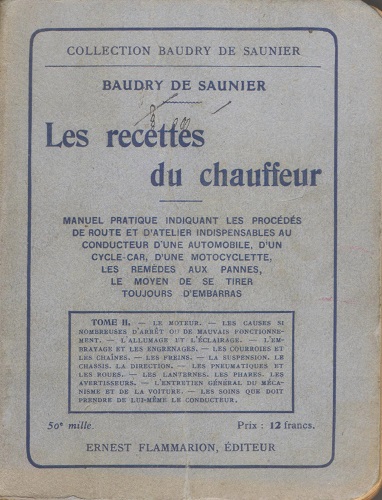 COLLECTION BAUDRY DE SAUNIER
BAUDRY DE SAUNIER
Les recettes
du chauffeur
MANUEL PRATIQUE INDIQUANT LES PROCÉDÉS
DE ROUTE ET D'ATELIER INDISPENSABLES AU
CONDUCTEUR D'UNE AUTOMOBILE, D'UN
CYCLE-CAR, D'UNE MOTOCYCLETTE,
LES REMÈDES AUX PANNES,
LE MOYEN DE SE TIRER
TOUJOURS D'EMBARRAS
TOME II. — LE MOTEUR. — LES CAUSES SI
NOMBREUSES D'ARRÊT OU DE MAUVAIS FONCTIONNE-
MENT. — L'ALLUMAGE ET L'ÉCLAIRAGE. — L'EM-
BRAYAGE ET LES ENGRENAGES. — LES COURROIES ET
LES CHAÎNES. — LES FREINS. — LA SUSPENSION. LE
CHASSIS. LA DIRECTION. — LES PNEUMATIQUES ET
LES ROUES. — LES LANTERNES. LES PHARES. LES
AVERTISSEURS. — L'ENTRETIEN GÉNÉRAL DU MÉCA-
NISME ET DE LA VOITURE. — LES SOINS QUE DOIT
PRENDRE DE LUI-MÊME LE CONDUCTEUR.
50e mille. Prix : 12 francs.
ERNEST FLAMMARION, ÉDITEUR